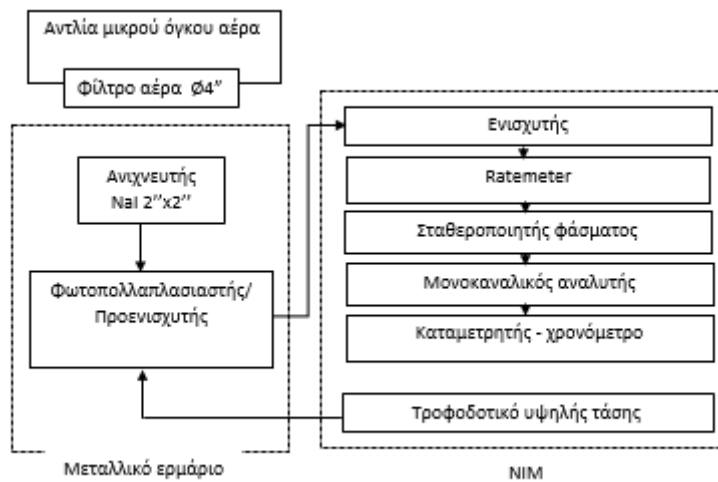 Αντλία μικρού όγκου αέρα
Φίλτρο αέρα Ø4″
Ανιχνευτής
NaI 2″x2″
Φωτοπολλαπλασιαστής/
Προενισχυτής
Μεταλλικό ερμάριο
Ενισχυτής
Ratemeter
Σταθεροποιητής φάσματος
Μονοκαναλικός αναλυτής
Καταμετρητής - χρονόμετρο
Τροφοδοτικό υψηλής τάσης
NIM